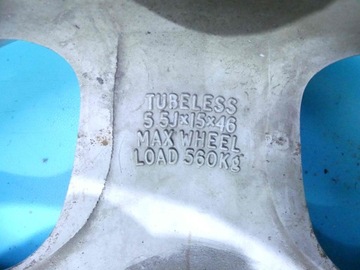 TUBELESS
5.5J×15×46
MAX WHEEL
LOAD 560Kg